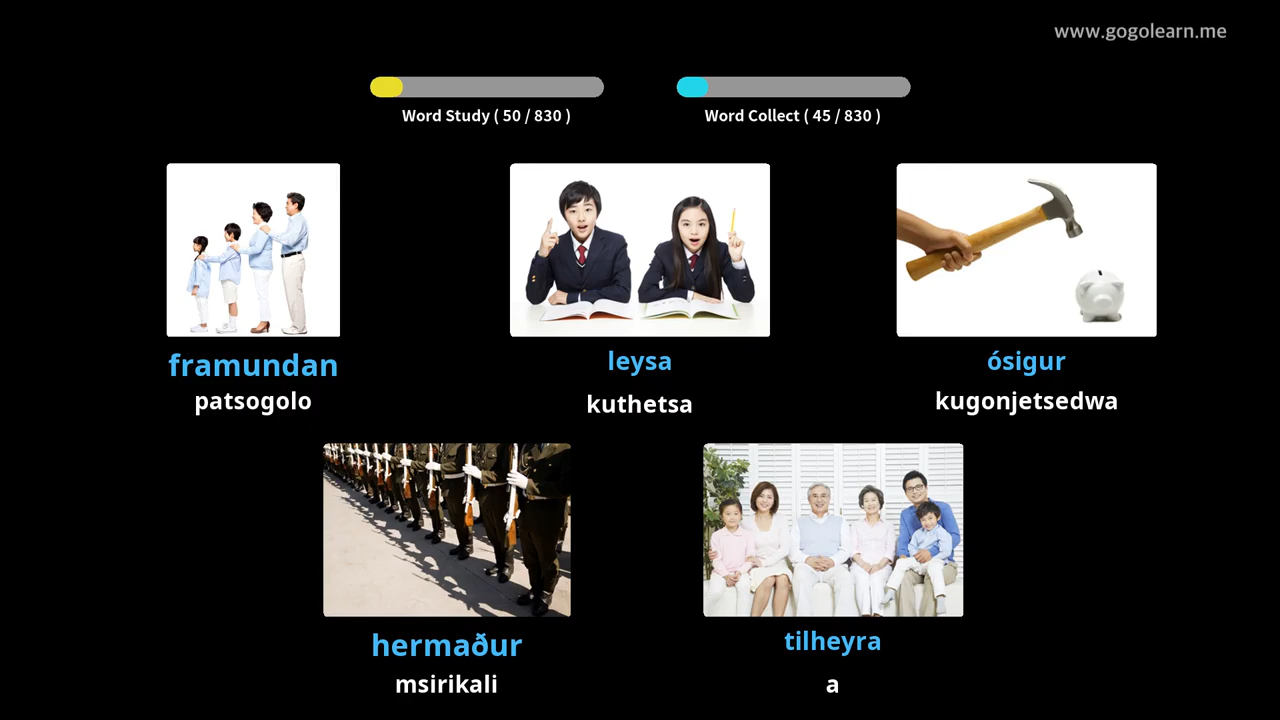 www.gogolearn.me
Word Study ( 50 / 830 )
Word Collect ( 45 / 830 )
framundan
patsogolo
leysa
kuthetsa
ósigur
kugonjetsedwa
hermaður
msirikali
tilheyra
a